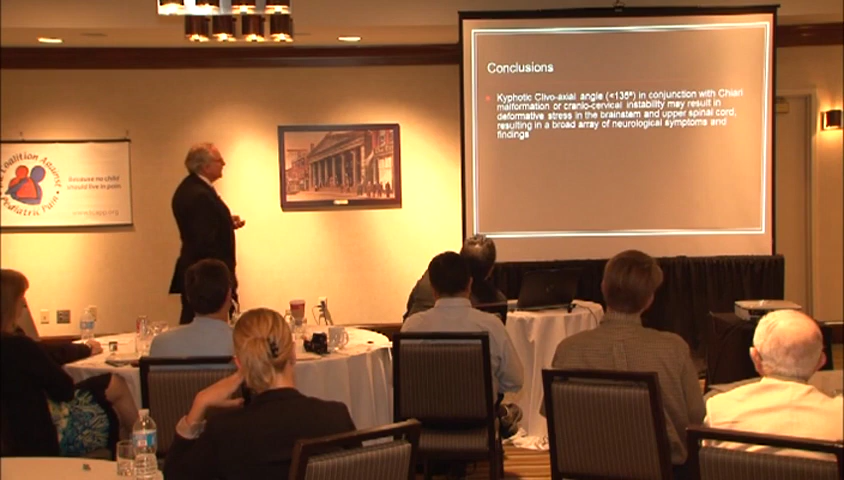 Conclusions
Kyphotic Clivo-axial angle (<135º) in conjunction with Chiari
malformation or cranio-cervical instability may result in
deformative stress in the brainstem and upper spinal cord,
resulting in a broad array of neurological symptoms and
findings
Coalition Against
Pediatric Pain
Because no child
should live in pain